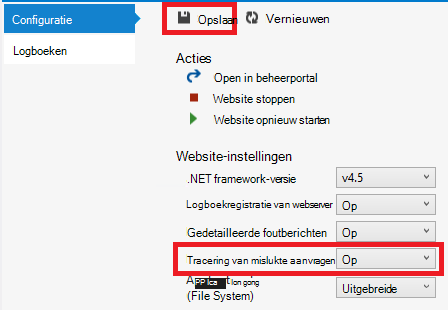 Configuratie
Opslaan
Vernieuwen
Logboeken
Acties
Open in beheerportal
Website stoppen
Website opnieuw starten
Website-instellingen
.NET framework-versie v4.5
Logboekregistratie van webserver Op
Gedetailleerde foutberichten Op
Tracering van mislukte aanvragen Op
(File System) Uitgebreide